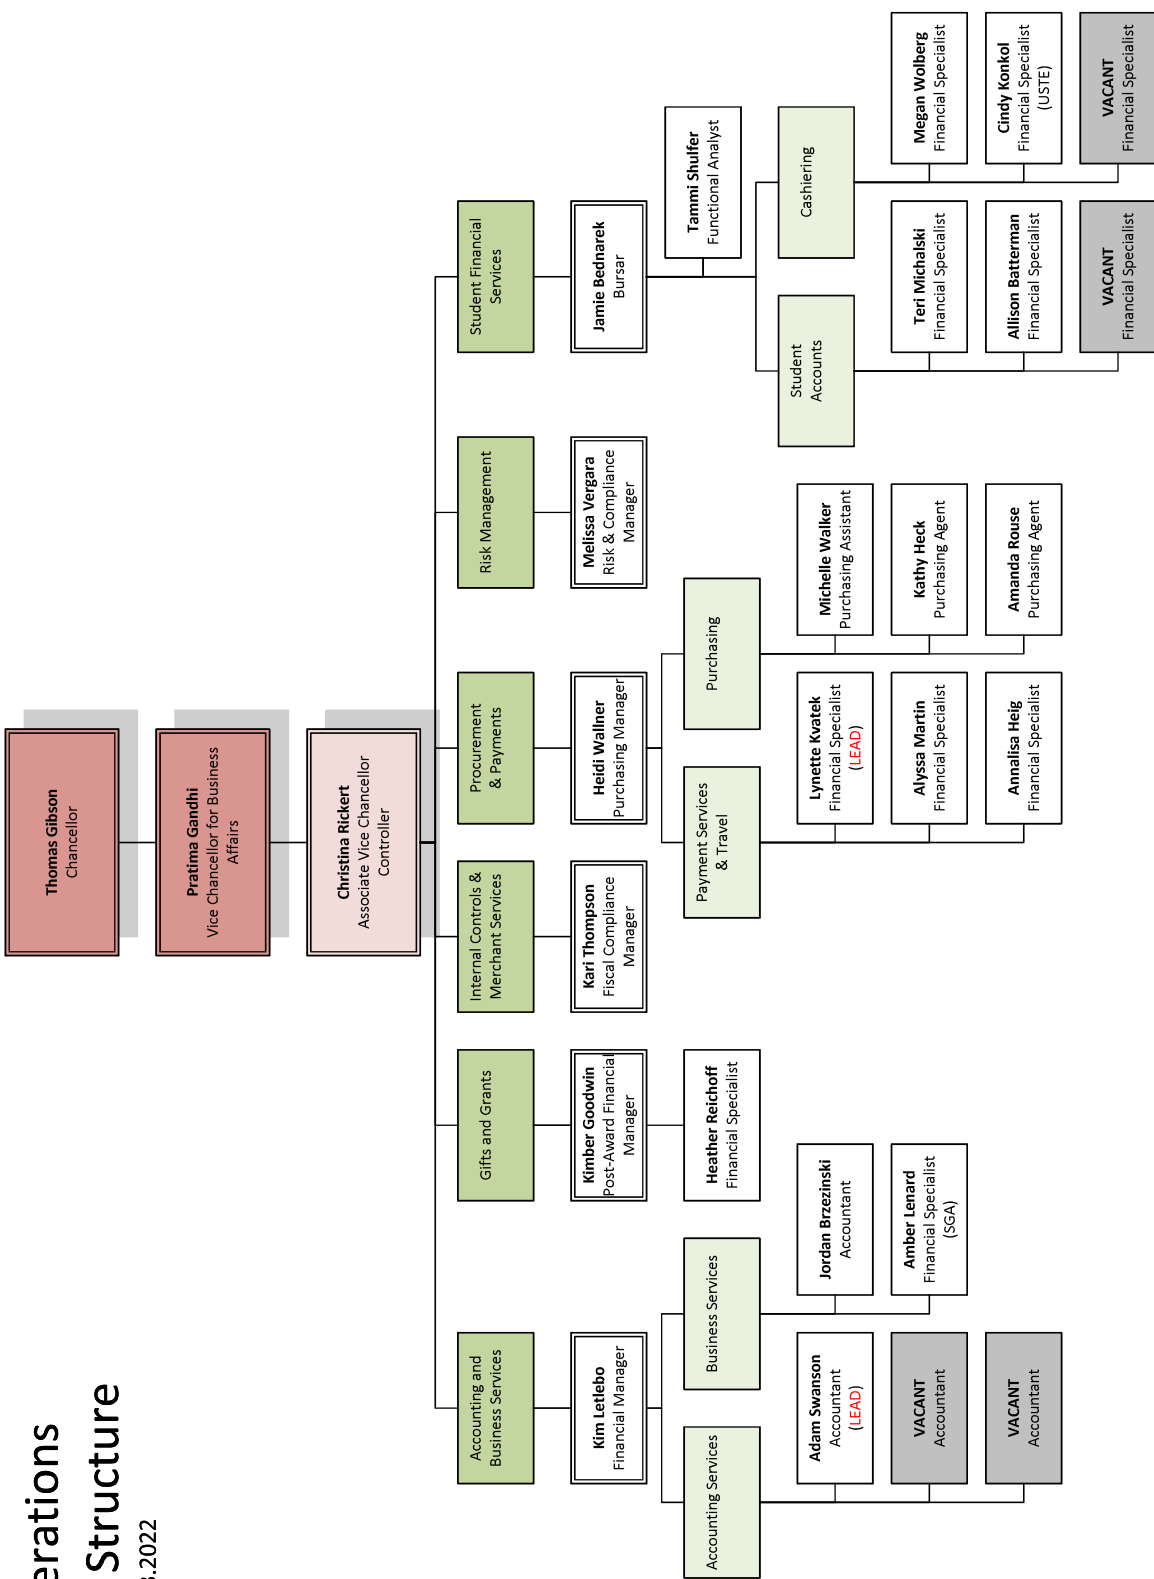 erations
Structure
.2022
Thomas Gibson
Chancellor
Pratima Gandhi
Vice Chancellor for Business
Affairs
Christina Rickert
Associate Vice Chancellor
Controller
Accounting and
Business Services
Kim Letlebo
Financial Manager
Accounting Services
Adam Swanson
Accountant
(LEAD)
VACANT
Accountant
VACANT
Accountant
Business Services
Jordan Brzezinski
Accountant
Amber Lenard
Financial Specialist
(SGA)
Gifts and Grants
Kimber Goodwin
Post-Award Financial
Manager
Heather Reichoff
Financial Specialist
Internal Controls &
Merchant Services
Kari Thompson
Fiscal Compliance
Manager
Procurement
& Payments
Heidi Wallner
Purchasing Manager
Payment Services
& Travel
Lynette Kvatek
Financial Specialist
(LEAD)
Alyssa Martin
Financial Specialist
Annalisa Heig
Financial Specialist
Purchasing
Michelle Walker
Purchasing Assistant
Kathy Heck
Purchasing Agent
Amanda Rouse
Purchasing Agent
Risk Management
Melissa Vergara
Risk & Compliance
Manager
Student Financial
Services
Jamie Bednarek
Bursar
Tammi Shulfer
Functional Analyst
Student
Accounts
Teri Michalski
Financial Specialist
Allison Batterman
Financial Specialist
VACANT
Financial Specialist
Cashiering
Megan Wolberg
Financial Specialist
Cindy Konkol
Financial Specialist
(USTE)
VACANT
Financial Specialist